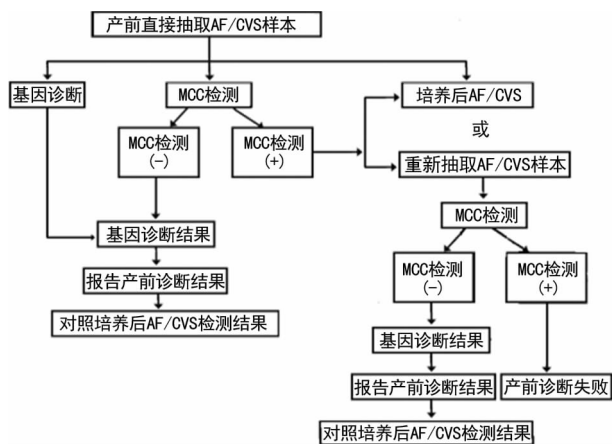 产前直接抽取AF/CVS样本
基因诊断
MCC检测
培养后AF/CVS
或
MCC检测
(-)
MCC检测
(+)
重新抽取AF/CVS样本
MCC检测
基因诊断结果
MCC检测
(-)
MCC检测
(+)
报告产前诊断结果
对照培养后AF/CVS检测结果
基因诊断结果
报告产前诊断结果
产前诊断失败
对照培养后AF/CVS检测结果